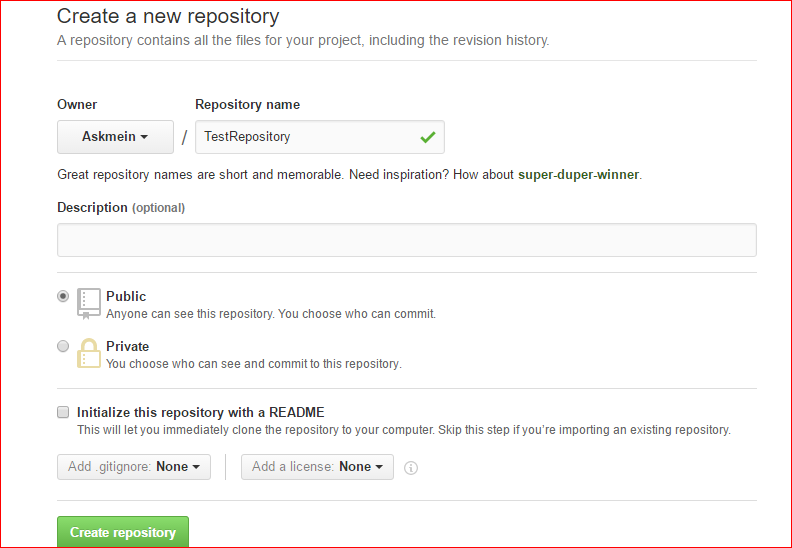 Create a new repository
A repository contains all the files for your project, including the revision history.
Owner Repository name
Askmein / TestRepository
Great repository names are short and memorable. Need inspiration? How about super-duper-winner.
Description (optional)
Public
Anyone can see this repository. You choose who can commit.
Private
You choose who can see and commit to this repository.
Initialize this repository with a README
This will let you immediately clone the repository to your computer. Skip this step if you're importing an existing repository.
Add .gitignore: None Add a license: None
Create repository